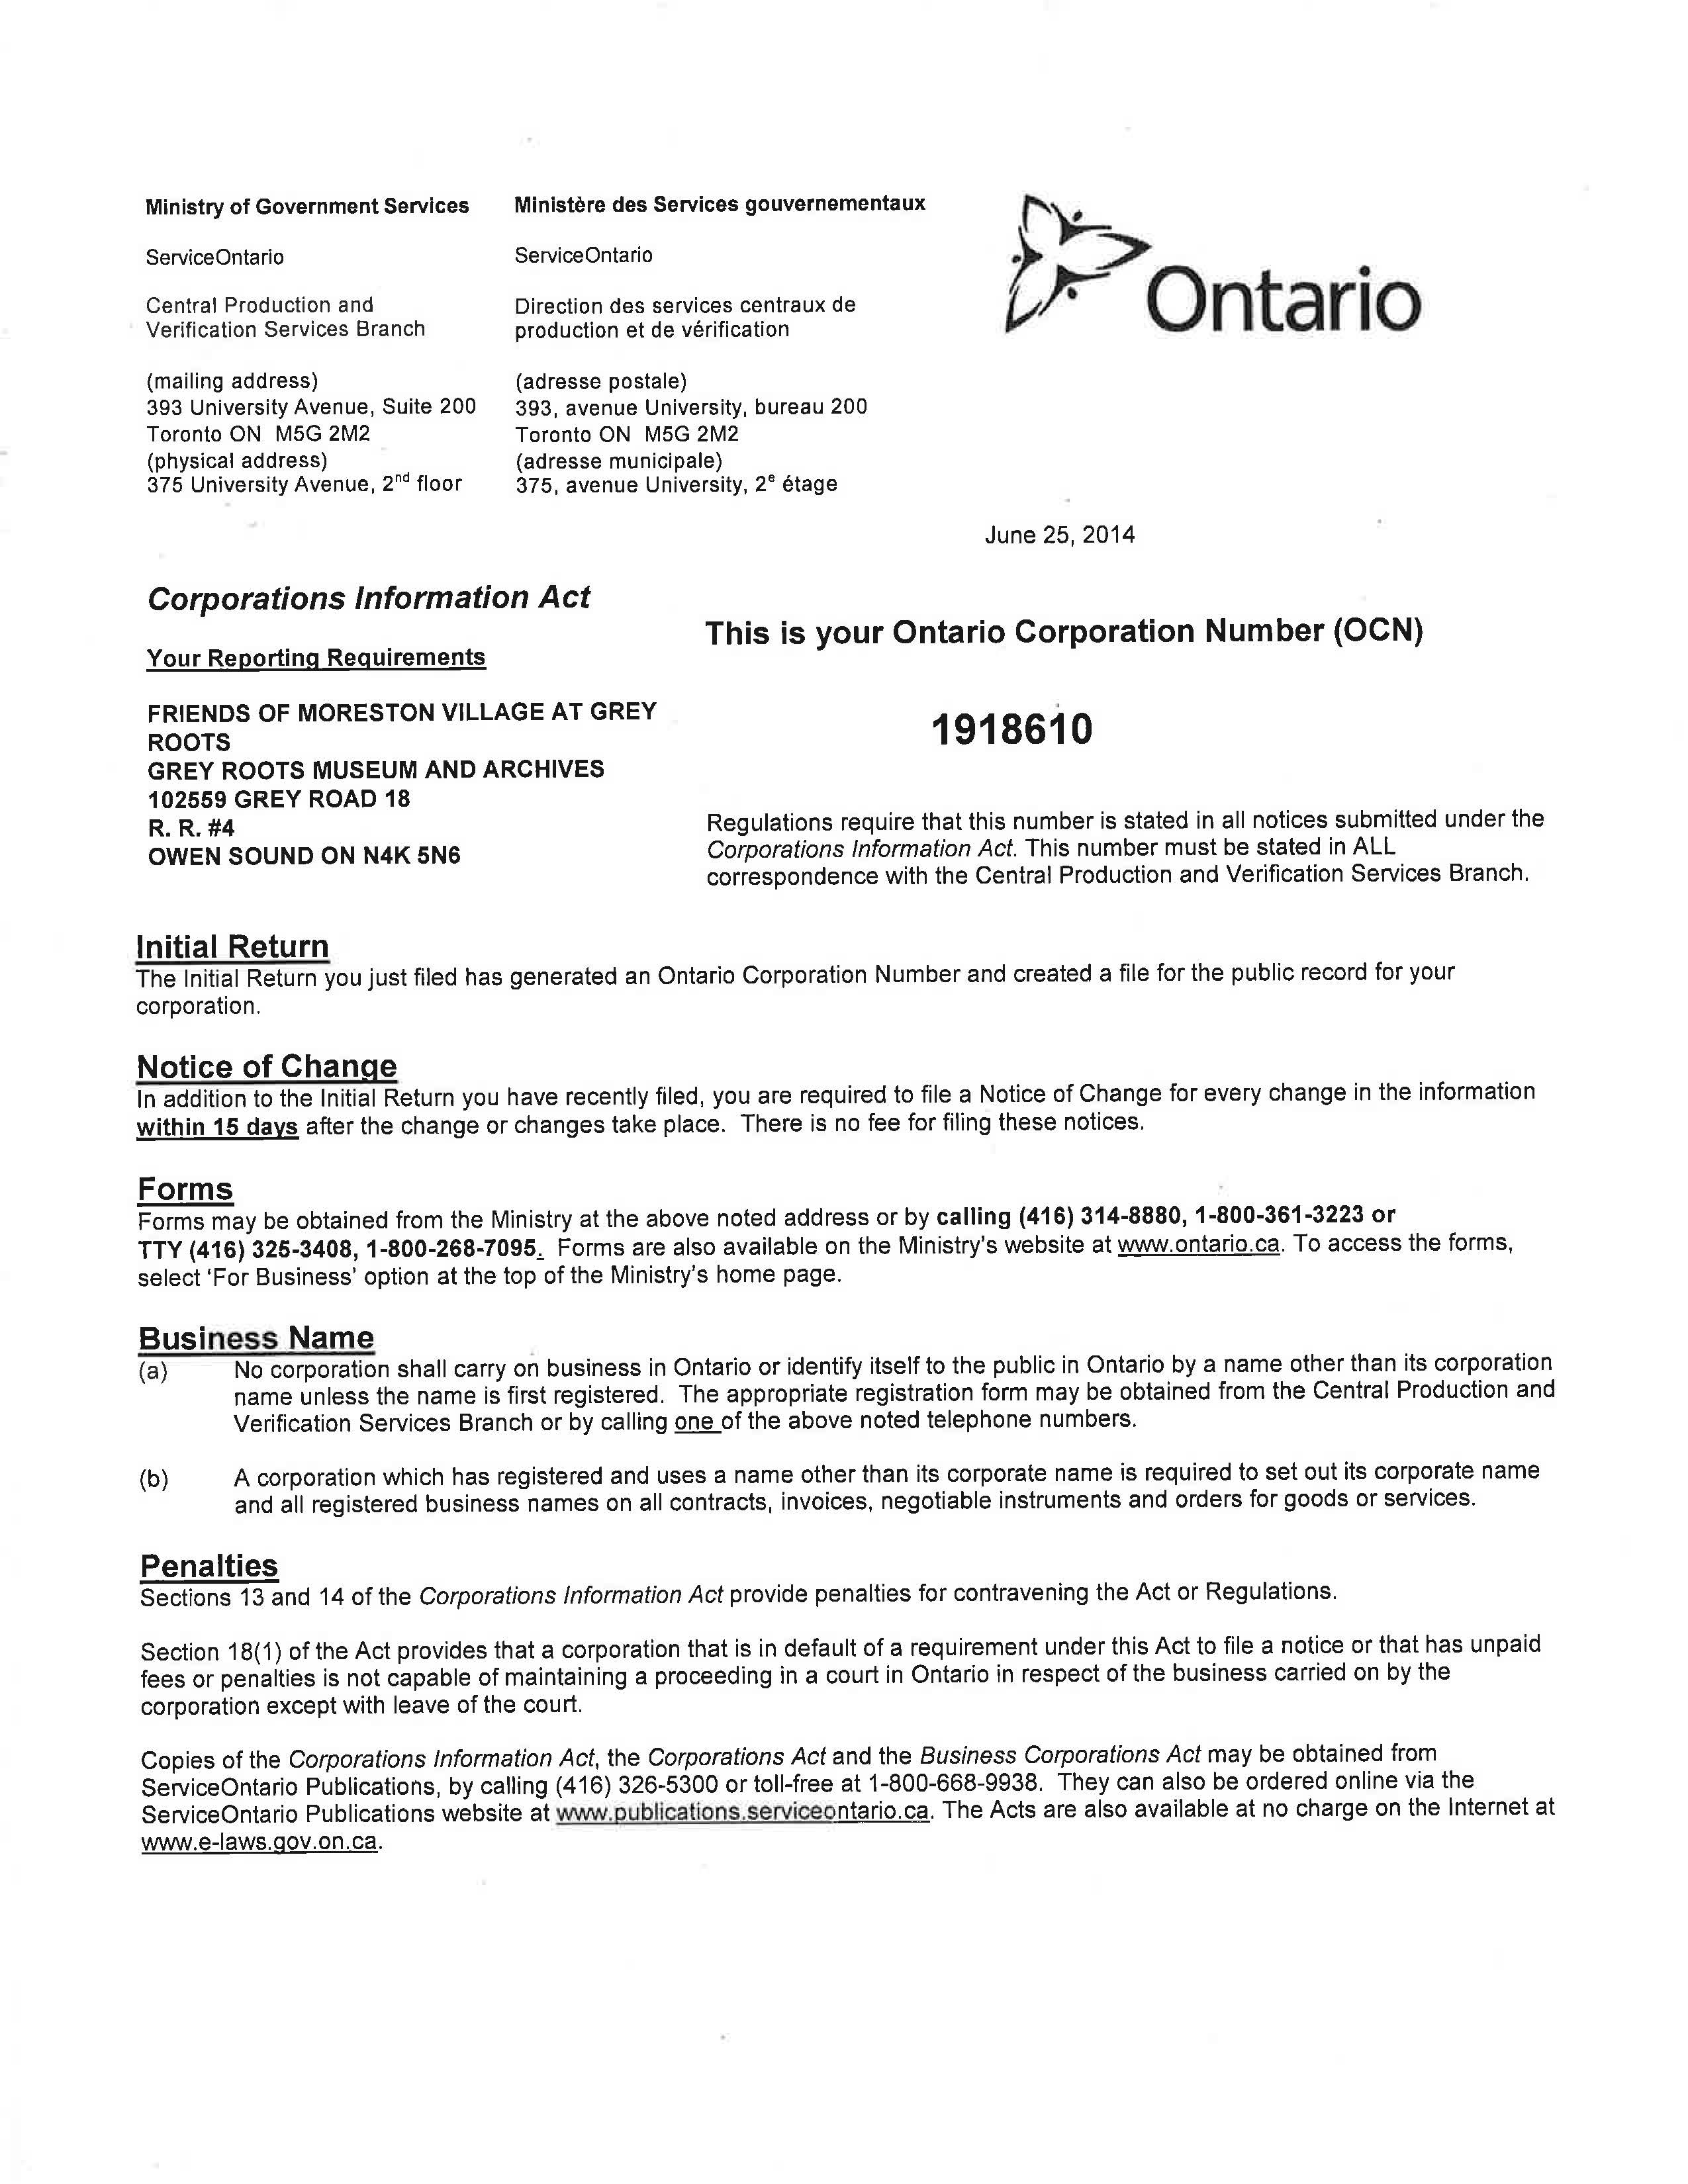 Ministry of Government Services
ServiceOntario
Central Production and
Verification Services Branch
(mailing address)
393 University Avenue, Suite 200
Toronto ON  M5G 2M2
(physical address)
375 University Avenue, 2nd floor
Ministère des Services gouvernementaux
ServiceOntario
Direction des services centraux de
production et de vérification
(adresse postale)
393, avenue University, bureau 200
Toronto ON  M5G 2M2
(adresse municipale)
375, avenue University, 2e étage
Ontario
June 25, 2014
Corporations Information Act
Your Reporting Requirements
FRIENDS OF MORESTON VILLAGE AT GREY
ROOTS
GREY ROOTS MUSEUM AND ARCHIVES
102559 GREY ROAD 18
R. R. #4
OWEN SOUND ON N4K 5N6
This is your Ontario Corporation Number (OCN)
1918610
Regulations require that this number is stated in all notices submitted under the
Corporations Information Act. This number must be stated in ALL
correspondence with the Central Production and Verification Services Branch.
Initial Return
The Initial Return you just filed has generated an Ontario Corporation Number and created a file for the public record for your
corporation.
Notice of Change
In addition to the Initial Return you have recently filed, you are required to file a Notice of Change for every change in the information
within 15 days after the change or changes take place.  There is no fee for filing these notices.
Forms
Forms may be obtained from the Ministry at the above noted address or by calling (416) 314-8880, 1-800-361-3223 or
TTY (416) 325-3408, 1-800-268-7095.  Forms are also available on the Ministry's website at www.ontario.ca. To access the forms,
select 'For Business' option at the top of the Ministry's home page.
Business Name
(a) No corporation shall carry on business in Ontario or identify itself to the public in Ontario by a name other than its corporation
name unless the name is first registered.  The appropriate registration form may be obtained from the Central Production and
Verification Services Branch or by calling one of the above noted telephone numbers.
(b) A corporation which has registered and uses a name other than its corporate name is required to set out its corporate name
and all registered business names on all contracts, invoices, negotiable instruments and orders for goods or services.
Penalties
Sections 13 and 14 of the Corporations Information Act provide penalties for contravening the Act or Regulations.
Section 18(1) of the Act provides that a corporation that is in default of a requirement under this Act to file a notice or that has unpaid
fees or penalties is not capable of maintaining a proceeding in a court in Ontario in respect of the business carried on by the
corporation except with leave of the court.
Copies of the Corporations Information Act, the Corporations Act and the Business Corporations Act may be obtained from
ServiceOntario Publications, by calling (416) 326-5300 or toll-free at 1-800-668-9938.  They can also be ordered online via the
ServiceOntario Publications website at www.publications.serviceontario.ca. The Acts are also available at no charge on the Internet at
www.e-laws.gov.on.ca.